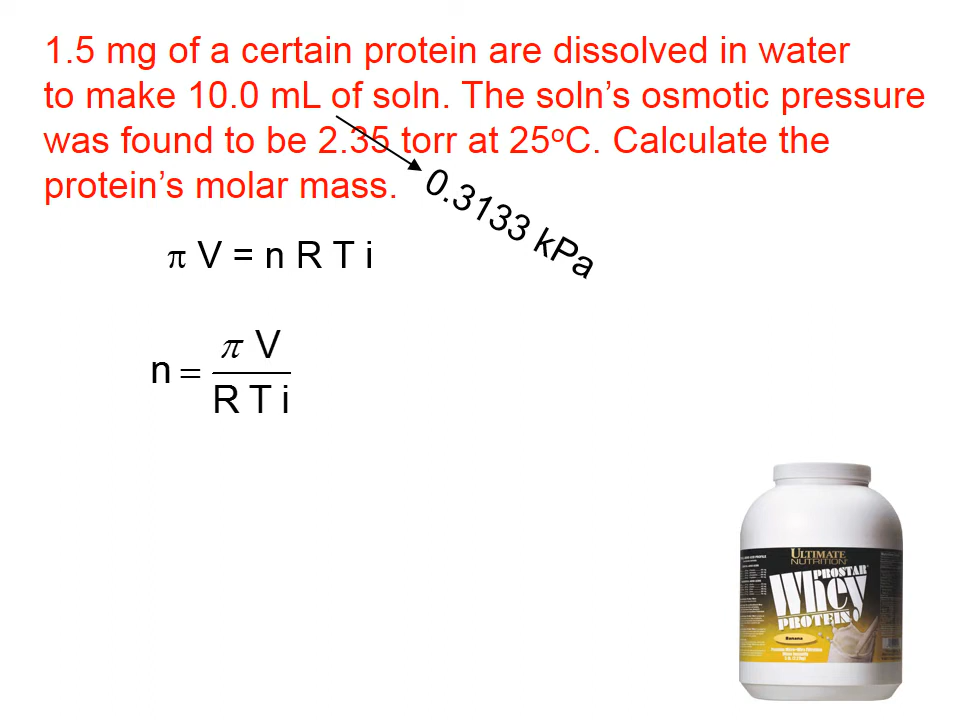 1.5 mg of a certain protein are dissolved in water
to make 10.0 mL of soln. The soln’s osmotic pressure
was found to be 2.35 torr at 25°C. Calculate the
protein’s molar mass.
0.3133 kPa
π V = n R T i
n = π V
R T i
ULTIMATE
NUTRITION
PROSTAR
Whey
PROTEIN
Banana